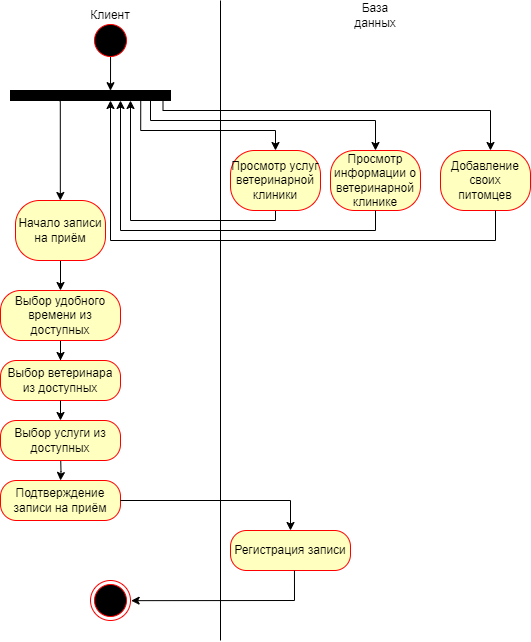 Клиент
База
данных
Просмотр услуг
ветеринарной
клиники
Просмотр
информации о
ветеринарной
клинике
Добавление
своих
питомцев
Начало записи
на приём
Выбор удобного
времени из
доступных
Выбор ветеринара
из доступных
Выбор услуги из
доступных
Подтверждение
записи на приём
Регистрация записи